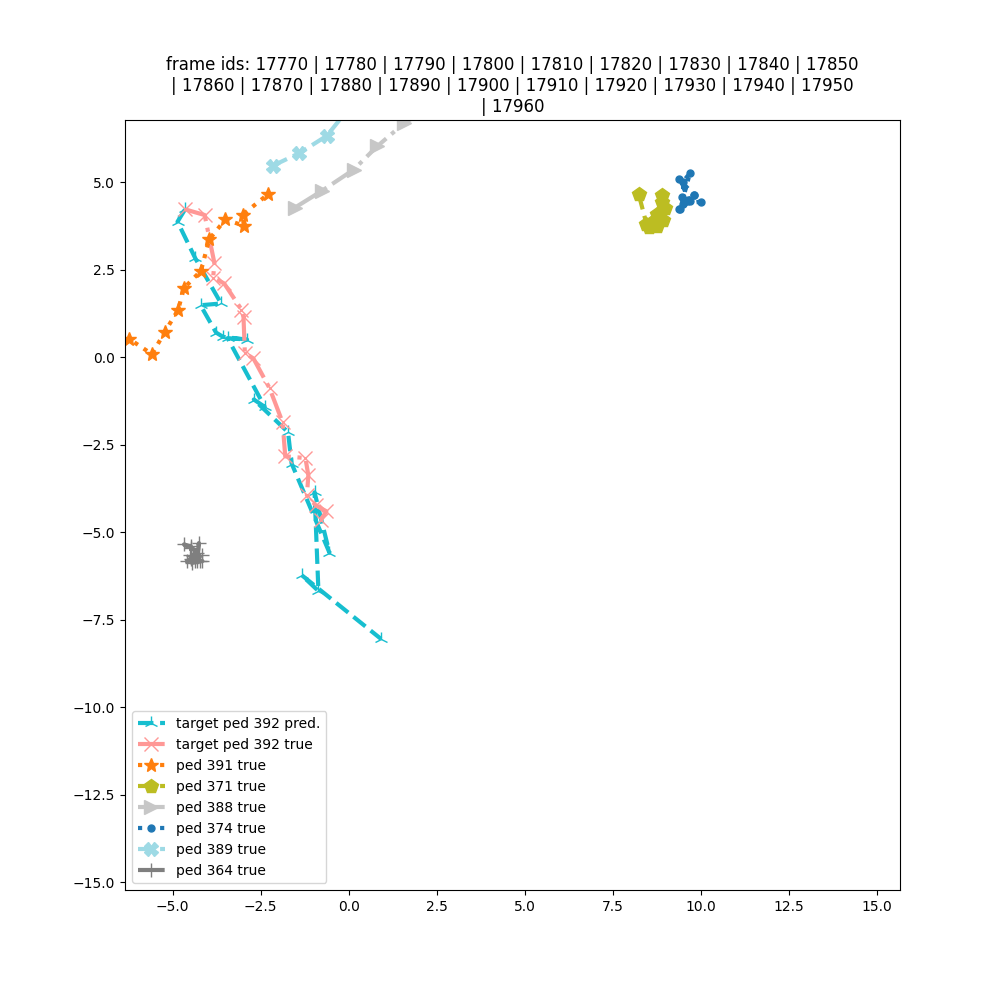 frame ids: 17770 | 17780 | 17790 | 17800 | 17810 | 17820 | 17830 | 17840 | 17850
| 17860 | 17870 | 17880 | 17890 | 17900 | 17910 | 17920 | 17930 | 17940 | 17950
| 17960
5.0
2.5
0.0
−2.5
−5.0
−7.5
−10.0
−12.5
−15.0
target ped 392 pred.
target ped 392 true
ped 391 true
ped 371 true
ped 388 true
ped 374 true
ped 389 true
ped 364 true
−5.0 −2.5 0.0 2.5 5.0 7.5 10.0 12.5 15.0